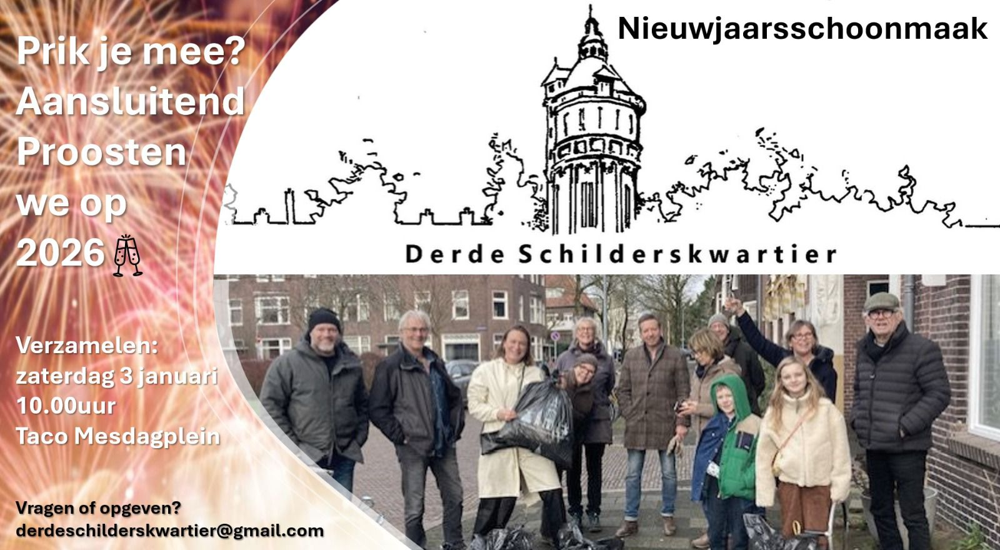 Prik je mee?
Aansluitend
Proosten
we op
2026
Nieuwjaarsschoonmaak
Derde Schilderskwartier
Verzamelen:
zaterdag 3 januari
10.00uur
Taco Mesdagplein
Vragen of opgeven?
derdeschilderskwartier@gmail.com